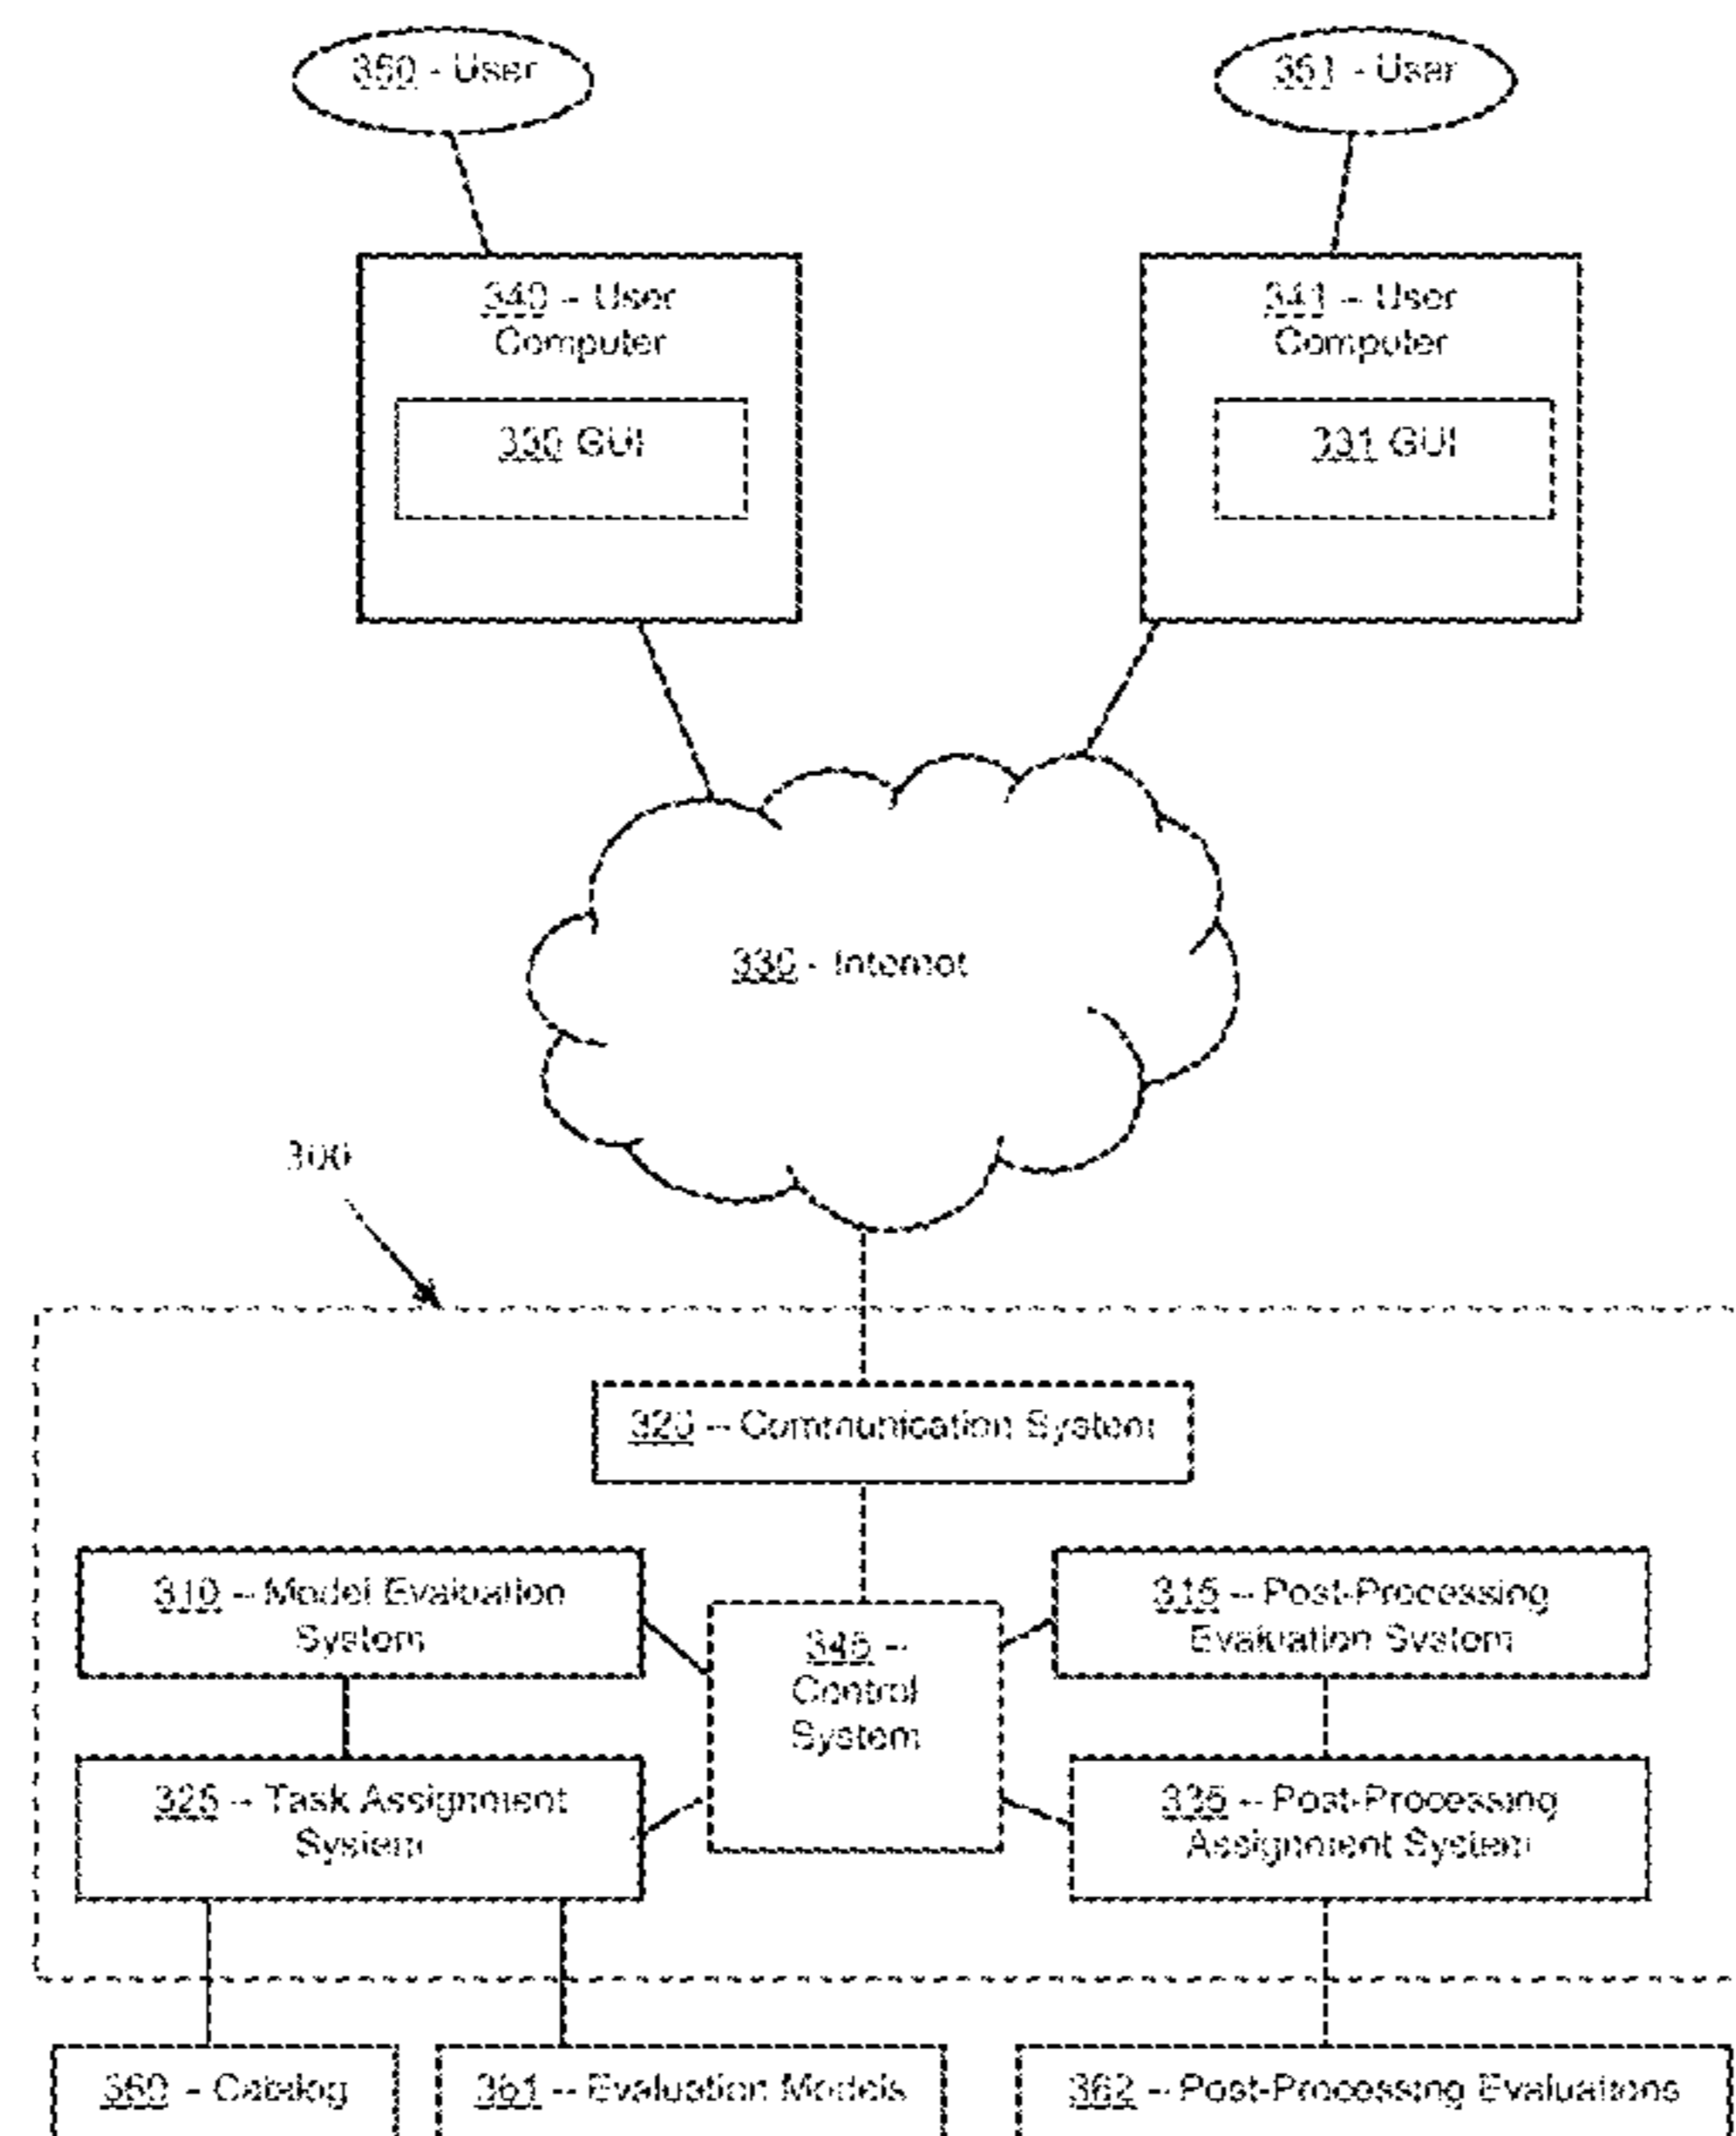 350 - User
351 - User
340 -- User
Computer
341 -- User
Computer
330 GUI
331 GUI
330 - Internet
300
320 -- Communication System
310 -- Model Evaluation
System
315 -- Post-Processing
Evaluation System
345 --
Control
System
325 -- Task Assignment
System
335 -- Post-Processing
Assignment System
360 - Catalog
361 -- Evaluation Models
362 -- Post-Processing Evaluations